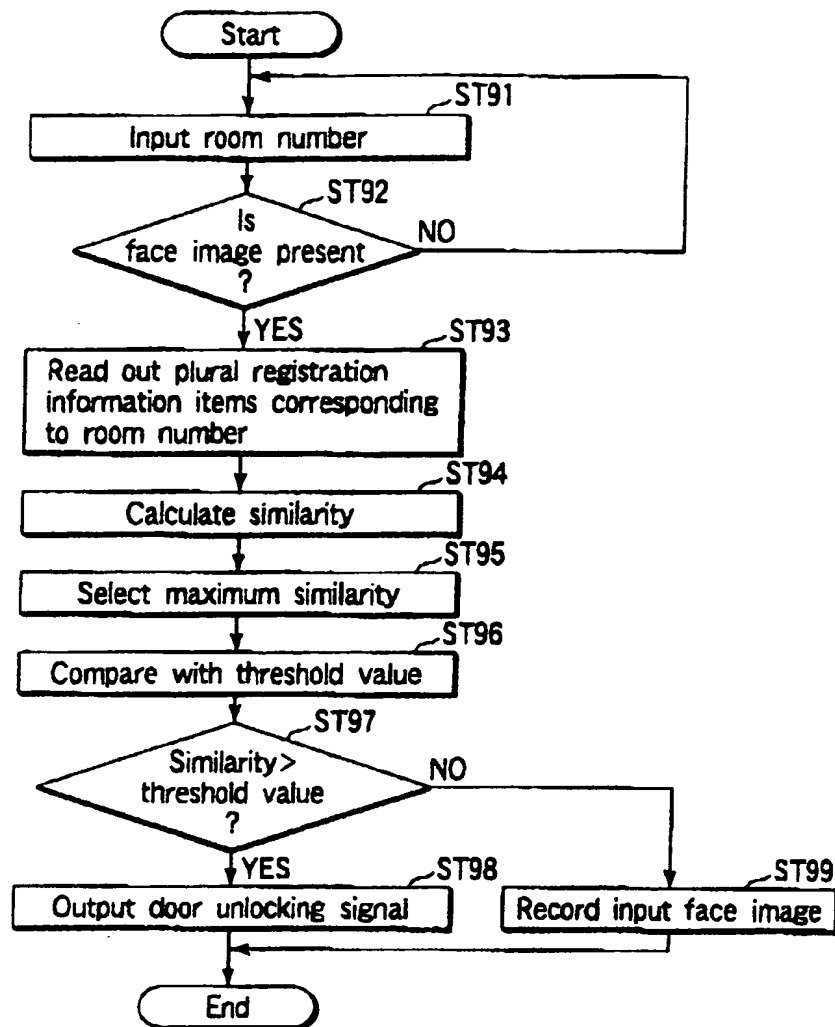 Start
ST91
Input room number
ST92
Is
face image present
?
NO
YES
ST93
Read out plural registration
information items corresponding
to room number
ST94
Calculate similarity
ST95
Select maximum similarity
ST96
Compare with threshold value
ST97
Similarity>
threshold value
?
NO
YES
ST98
Output door unlocking signal
ST99
Record input face image
End